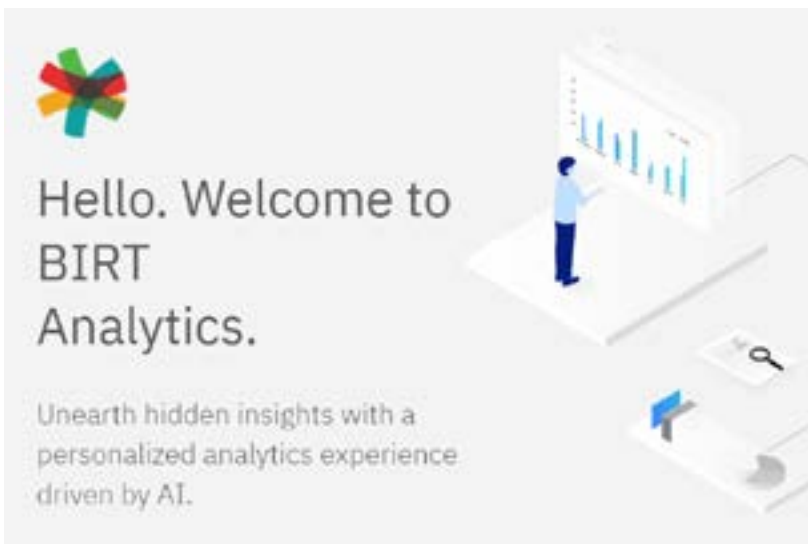 Hello. Welcome to
BIRT
Analytics.
Unearth hidden insights with a
personalized analytics experience
driven by AI.